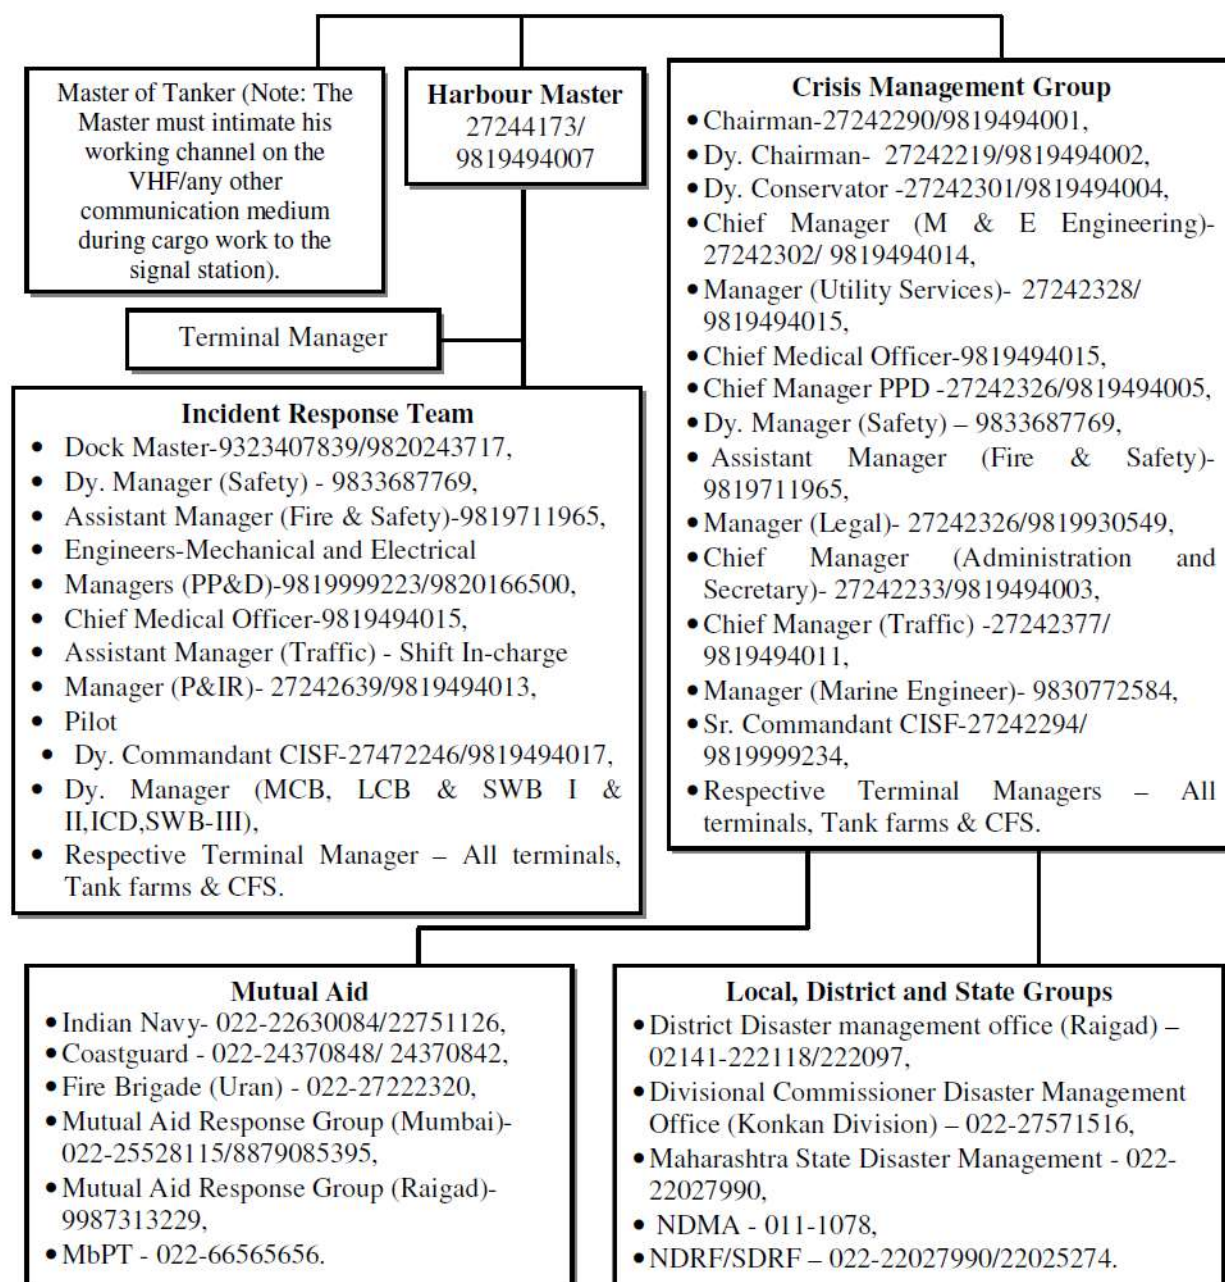 Master of Tanker (Note: The
Master must intimate his
working channel on the
VHF/any other
communication medium
during cargo work to the
signal station).
Harbour Master
27244173/
9819494007
Crisis Management Group
•Chairman-27242290/9819494001,
•Dy. Chairman- 27242219/9819494002,
•Dy. Conservator -27242301/9819494004,
•Chief Manager (M & E Engineering)-
27242302/ 9819494014,
•Manager (Utility Services)- 27242328/
9819494015,
•Chief Medical Officer-9819494015,
•Chief Manager PPD -27242326/9819494005,
•Dy. Manager (Safety) – 9833687769,
• Assistant Manager (Fire & Safety)-
9819711965,
•Manager (Legal)- 27242326/9819930549,
•Chief Manager (Administration and
Secretary)- 27242233/9819494003,
•Chief Manager (Traffic) -27242377/
9819494011,
•Manager (Marine Engineer)- 9830772584,
•Sr. Commandant CISF-27242294/
9819999234,
•Respective Terminal Managers – All
terminals, Tank farms & CFS.
Terminal Manager
Incident Response Team
• Dock Master-9323407839/9820243717,
• Dy. Manager (Safety) - 9833687769,
• Assistant Manager (Fire & Safety)-9819711965,
• Engineers-Mechanical and Electrical
• Managers (PP&D)-9819999223/9820166500,
• Chief Medical Officer-9819494015,
• Assistant Manager (Traffic) - Shift In-charge
• Manager (P&IR)- 27242639/9819494013,
• Pilot
• Dy. Commandant CISF-27472246/9819494017,
• Dy. Manager (MCB, LCB & SWB I &
II,ICD,SWB-III),
• Respective Terminal Manager – All terminals,
Tank farms & CFS.
Mutual Aid
•Indian Navy- 022-22630084/22751126,
•Coastguard - 022-24370848/ 24370842,
•Fire Brigade (Uran) - 022-27222320,
•Mutual Aid Response Group (Mumbai)-
022-25528115/8879085395,
•Mutual Aid Response Group (Raigad)-
9987313229,
•MbPT - 022-66565656.
Local, District and State Groups
•District Disaster management office (Raigad) –
02141-222118/222097,
•Divisional Commissioner Disaster Management
Office (Konkan Division) – 022-27571516,
•Maharashtra State Disaster Management - 022-
22027990,
• NDMA - 011-1078,
•NDRF/SDRF – 022-22027990/22025274.